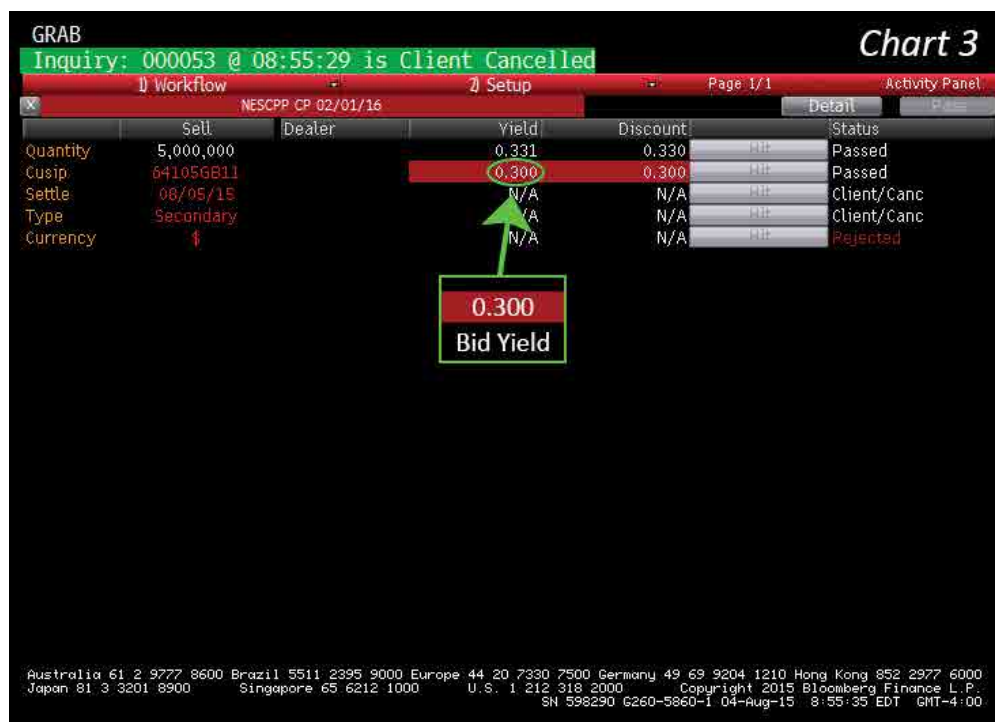 GRAB
Chart 3
Inquiry: 000053 @ 08:55:29 is Client Cancelled
1) Workflow 2) Setup Page 1/1 Activity Panel
X NESCPP CP 02/01/16 Detail Pass
Sell Dealer Yield Discount Status
Quantity 5,000,000 0.331 0.330 Hit Passed
Cusip 64105GB11 0.300 0.300 Hit Passed
Settle 08/05/15 N/A N/A Hit Client/Canc
Type Secondary N/A N/A Hit Client/Canc
Currency $ N/A N/A Hit Rejected
0.300
Bid Yield
Australia 61 2 9777 8600 Brazil 5511 2395 9000 Europe 44 20 7330 7500 Germany 49 69 9204 1210 Hong Kong 852 2977 6000
Japan 81 3 3201 8900 Singapore 65 6212 1000 U.S. 1 212 318 2000 Copyright 2015 Bloomberg Finance L.P.
SN 598290 G260-5860-1 04-Aug-15 8:55:35 EDT GMT-4:00